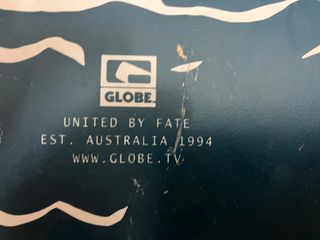 GLOBE.
UNITED BY FATE
EST. AUSTRALIA 1994
WWW.GLOBE.TV